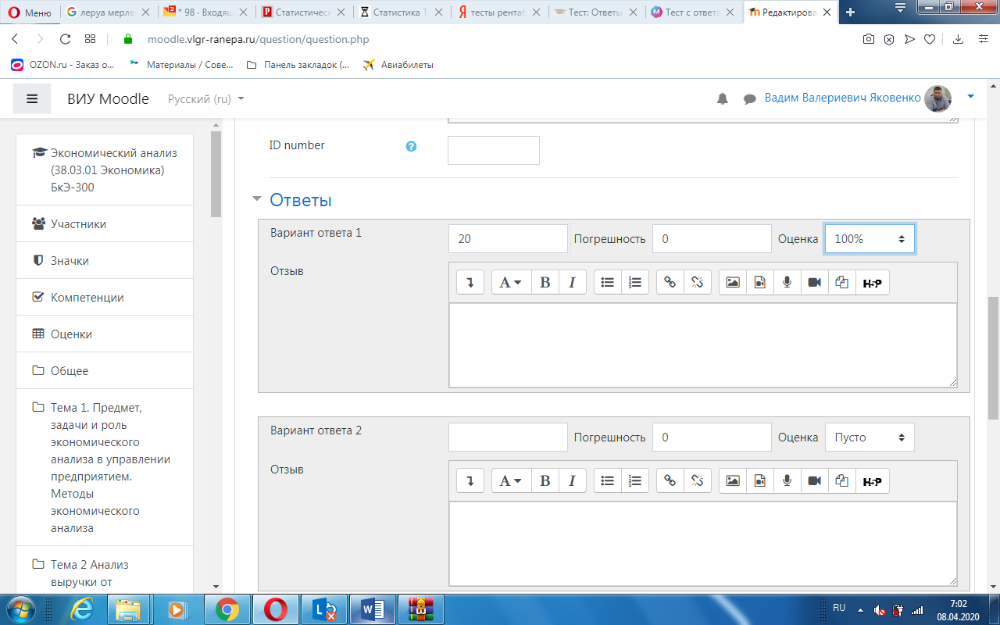 Меню
леруа мерле
* 98 · Входящ
Статистичес
Статистика Т
тесты рентаб
Тест: Ответы
Тест с ответа
Редактирова
moodle.vlgr-ranepa.ru/question/question.php
OZON.ru - Заказ о...
Материалы / Сове...
Панель закладок (...
Авиабилеты
ВИУ Moodle
Русский (ru)
Вадим Валериевич Яковенко
Экономический анализ
(38.03.01 Экономика)
БкЭ-300
Участники
Значки
Компетенции
Оценки
Общее
Тема 1. Предмет,
задачи и роль
экономического
анализа в управлении
предприятием.
Методы
экономического
анализа
Тема 2 Анализ
выручки от
ID number
Ответы
Вариант ответа 1
20
Погрешность
0
Оценка
100%
Отзыв
A B I
H5P
Вариант ответа 2
Погрешность
0
Оценка
Пусто
Отзыв
A B I
H5P
RU
7:02
08.04.2020